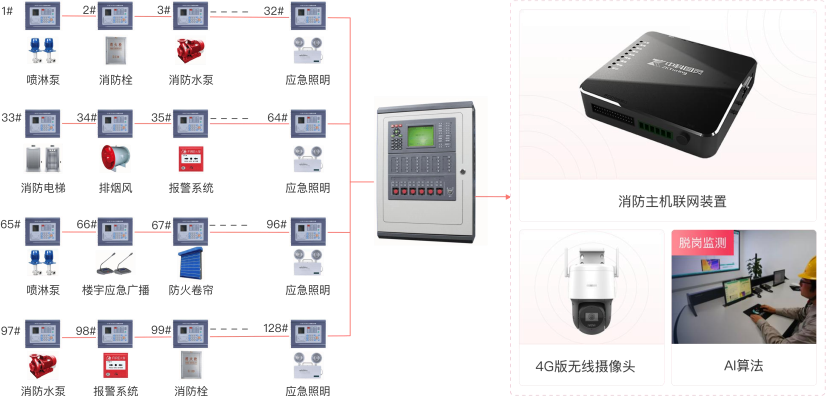 1#
2#
3#
32#
喷淋泵
消防栓
消防水泵
应急照明
33#
34#
35#
64#
消防电梯
排烟风
报警系统
应急照明
65#
66#
67#
96#
喷淋泵
楼宇应急广播
防火卷帘
应急照明
97#
98#
99#
128#
消防水泵
报警系统
消防栓
应急照明
消防主机联网装置
4G版无线摄像头
脱岗监测
AI算法